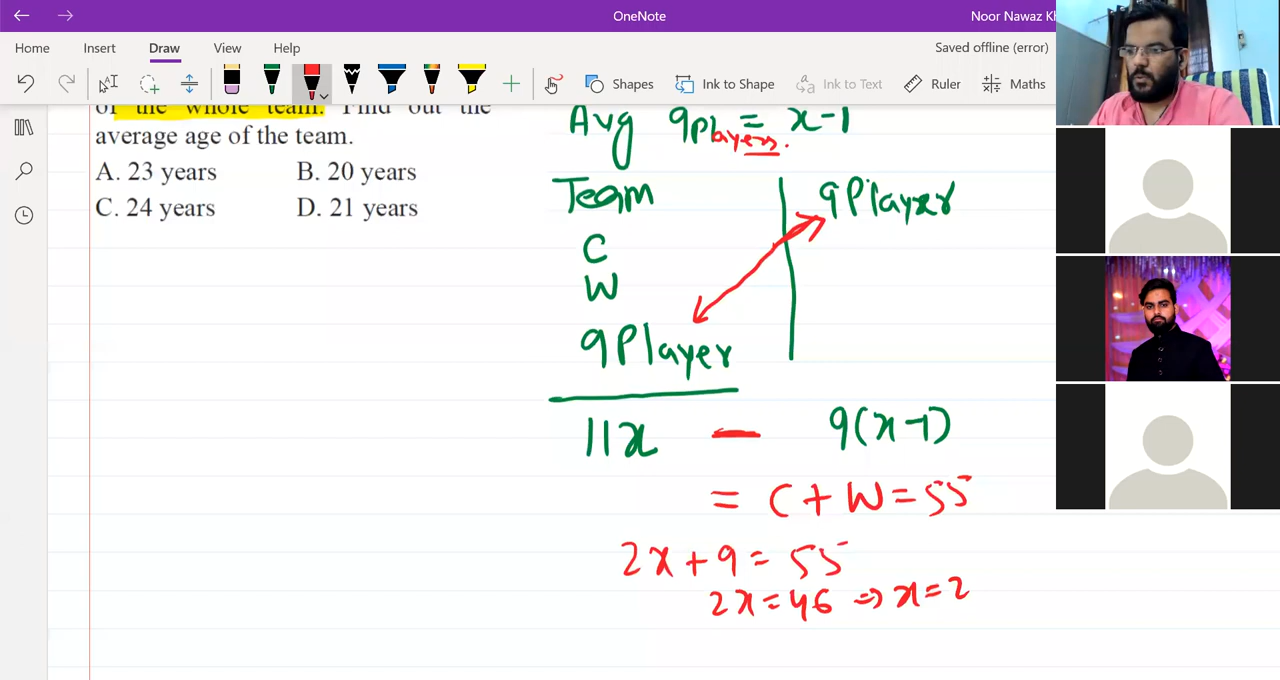 OneNote
Noor Nawaz
Home Insert Draw View Help
Saved offline (error)
Shapes Ink to Shape Ink to Text Ruler Maths
of the whole team. Find out the
average age of the team.
A. 23 years B. 20 years
C. 24 years D. 21 years
Avg 9Players. = x-1
Team 9Player
C
W
9Player
11x — 9(x-1)
= C + W = 55
2x + 9 = 55
2x = 46 => x = 2